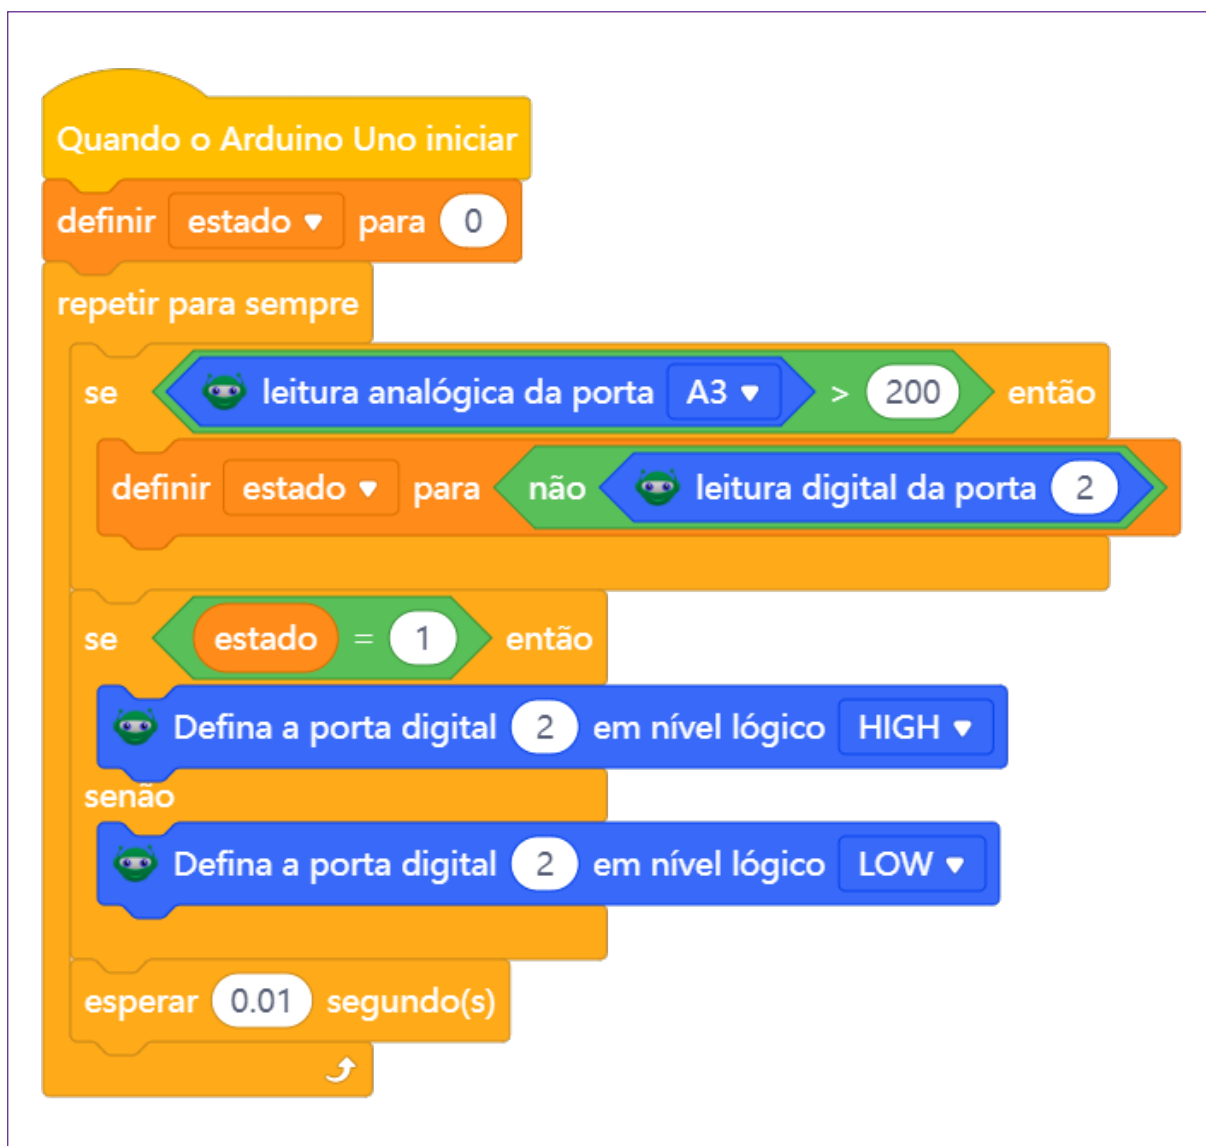 Quando o Arduino Uno iniciar
definir estado para 0
repetir para sempre
se leitura analógica da porta A3 > 200 então
definir estado para não leitura digital da porta 2
se estado = 1 então
Defina a porta digital 2 em nível lógico HIGH
senão
Defina a porta digital 2 em nível lógico LOW
esperar 0.01 segundo(s)